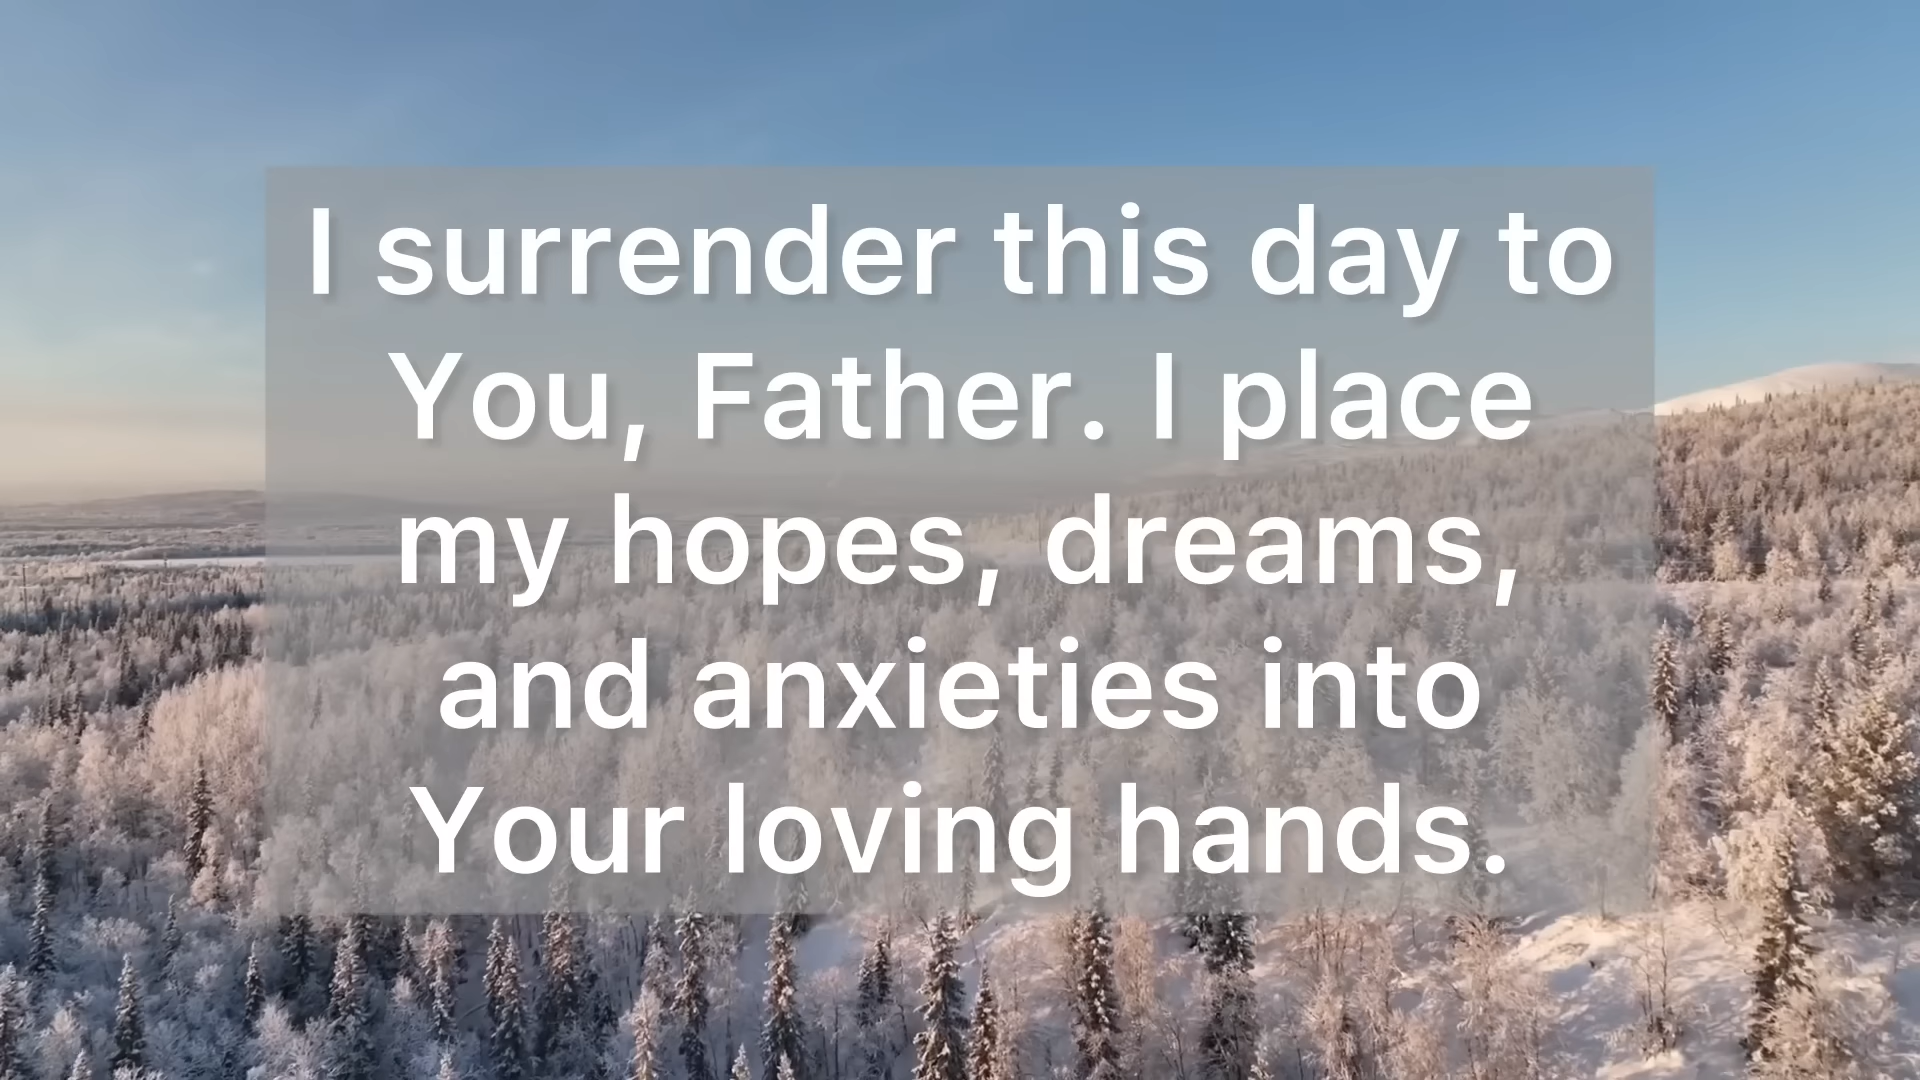 I surrender this day to
You, Father. I place
my hopes, dreams,
and anxieties into
Your loving hands.